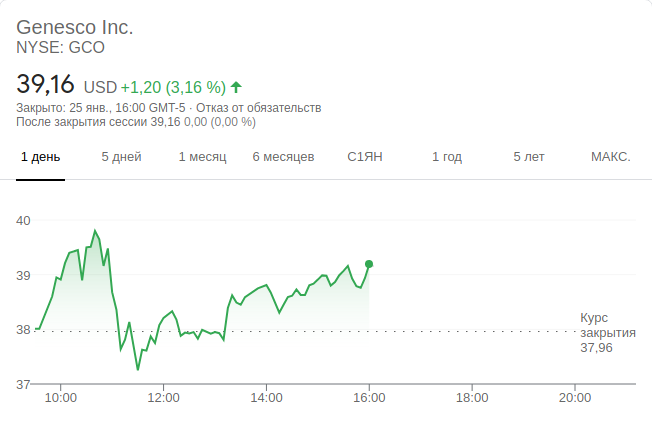 Genesco Inc.
NYSE: GCO
39,16 USD +1,20 (3,16 %)
Закрыто: 25 янв., 16:00 GMT-5 · Отказ от обязательств
После закрытия сессии 39,16 0,00 (0,00 %)
1 день 5 дней 1 месяц 6 месяцев С1ЯН 1 год 5 лет МАКС.
40
39
38
Курс
закрытия
37,96
37
10:00 12:00 14:00 16:00 18:00 20:00